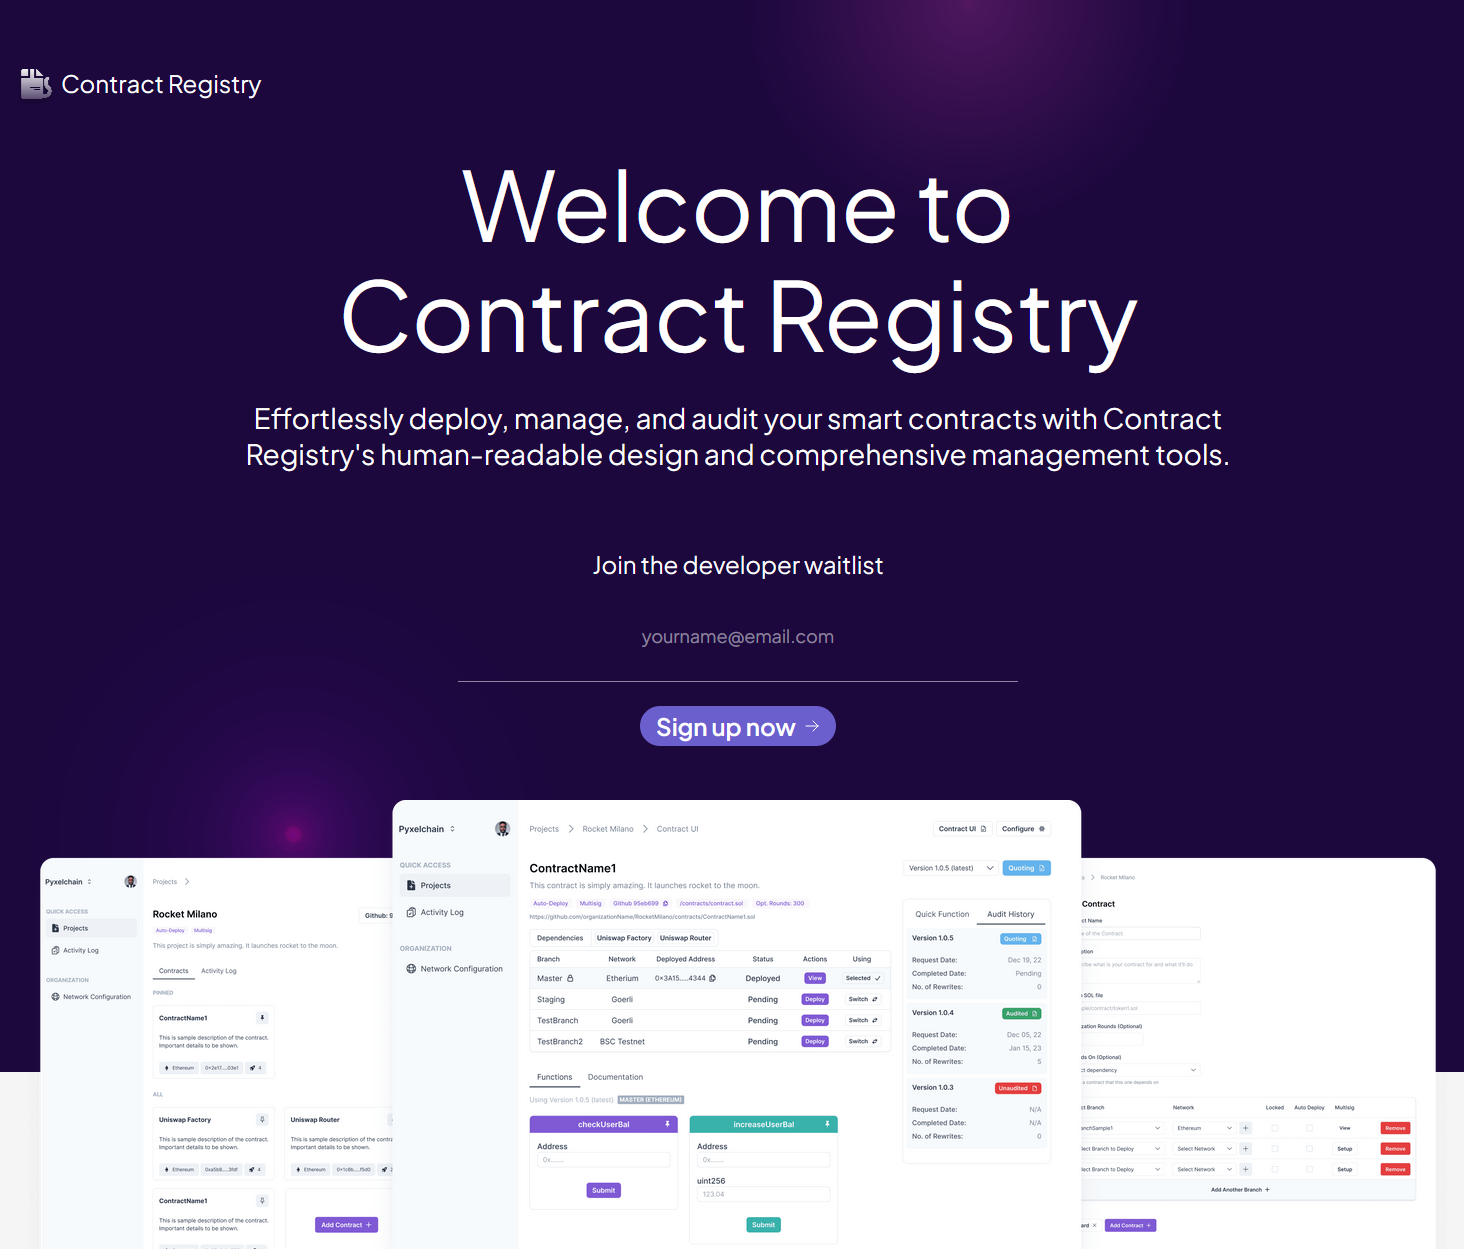 Contract Registry
Welcome to
Contract Registry
Effortlessly deploy, manage, and audit your smart contracts with Contract
Registry's human-readable design and comprehensive management tools.
Join the developer waitlist
yourname@email.com
Sign up now
Pyxelchain
QUICK ACCESS
Projects
Activity Log
ORGANIZATION
Network Configuration
Projects
Rocket Milano
Github: 9
Auto-Deploy Multisig
This project is simply amazing. It launches rocket to the moon.
Contracts Activity Log
PINNED
ContractName1
This is sample description of the contract.
Important details to be shown.
Ethereum 0x2e17.....03e1 4
ALL
Uniswap Factory
This is sample description of the contract.
Important details to be shown.
Ethereum 0xa5b8.....3fdf 4
Uniswap Router
This is sample description of the contra
Important details to be shown.
Ethereum 0x1c6b.....f5d0 2
ContractName1
This is sample description of the contract.
Important details to be shown.
Add Contract +
Pyxelchain
QUICK ACCESS
Projects
Activity Log
ORGANIZATION
Network Configuration
Projects Rocket Milano Contract UI
Contract UI Configure
ContractName1
Version 1.0.5 (latest) Quoting
This contract is simply amazing. It launches rocket to the moon.
Auto-Deploy Multisig Github 95eb699 /contracts/contract.sol Opt. Rounds: 300
https://github.com/organizationName/RocketMilano/contracts/ContractName1.sol
Dependencies Uniswap Factory Uniswap Router
Branch Network Deployed Address Status Actions Using
Master Etherium 0x3A15.....4344 Deployed View Selected
Staging Goerli Pending Deploy Switch
TestBranch Goerli Pending Deploy Switch
TestBranch2 BSC Testnet Pending Deploy Switch
Functions Documentation
Using Version 1.0.5 (latest) MASTER (ETHEREUM)
checkUserBal
Address
0x.......
Submit
increaseUserBal
Address
0x.......
uint256
123.04
Submit
Quick Function Audit History
Version 1.0.5 Quoting
Request Date: Dec 19, 22
Completed Date: Pending
No. of Rewrites: 0
Version 1.0.4 Audited
Request Date: Dec 05, 22
Completed Date: Jan 15, 23
No. of Rewrites: 5
Version 1.0.3 Unaudited
Request Date: N/A
Completed Date: N/A
No. of Rewrites: 0
s Rocket Milano
Contract
ct Name
e of the Contract
ption
ribe what is your contract for and what it'll do
SOL file
ple/contract/token1.sol
zation Rounds (Optional)
ds On (Optional)
ct dependency
a contract that this one depends on
ct Branch Network Locked Auto Deploy Multisig
anchSample1 Ethereum + View Remove
lect Branch to Deploy Select Network + Setup Remove
lect Branch to Deploy Select Network + Setup Remove
Add Another Branch +
ard × Add Contract +